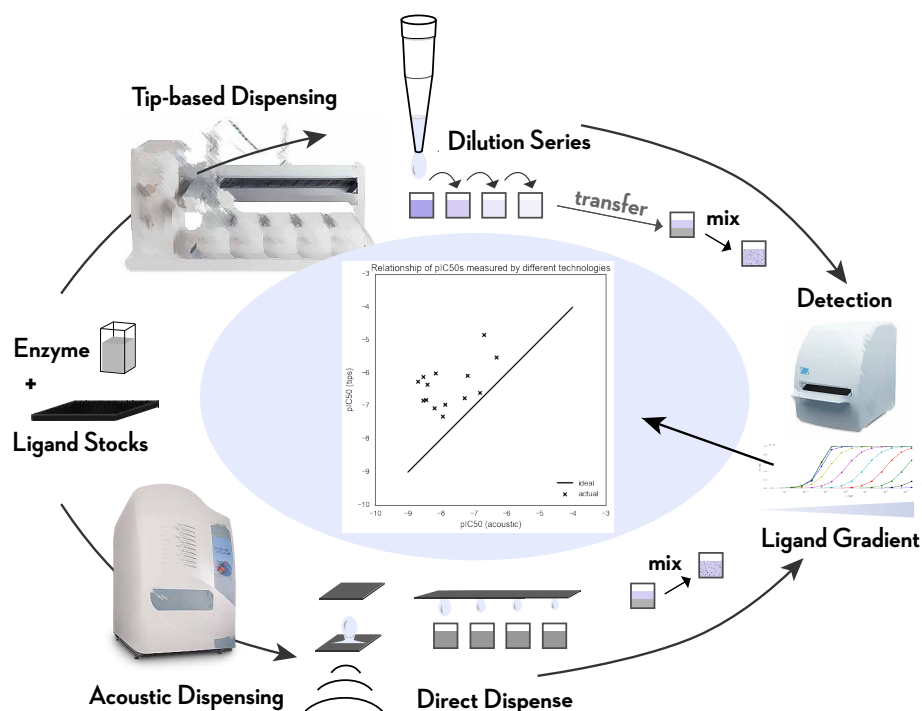 Tip-based Dispensing
Dilution Series
transfer
mix
Detection
Enzyme
+
Ligand Stocks
Relationship of pIC50s measured by different technologies
−3
−4
−5
−6
−7
−8
−9
−10
pIC50 (tips)
−10
−9
−8
−7
−6
−5
−4
−3
pIC50 (acoustic)
ideal
actual
Ligand Gradient
mix
Acoustic Dispensing
Direct Dispense